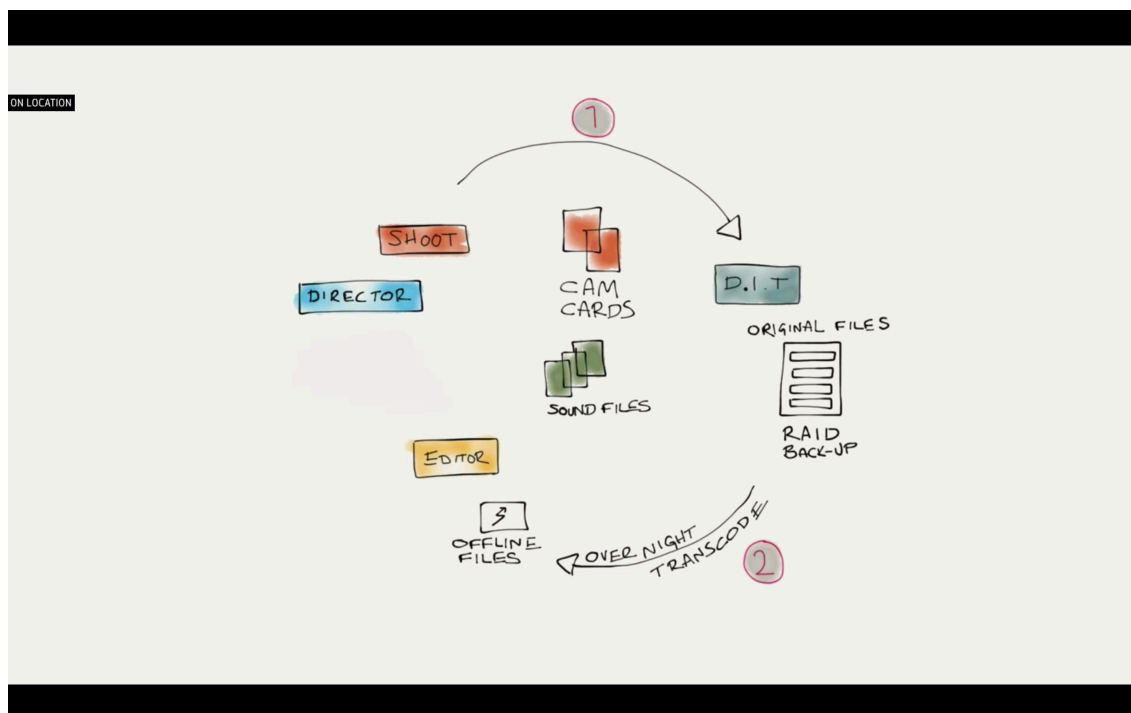 ON LOCATION
1
SHOOT
DIRECTOR
CAM
CARDS
D.I.T
ORIGINAL FILES
SOUND FILES
RAID
BACK-UP
EDITOR
OFFLINE
FILES
OVER NIGHT
TRANSCODE
2